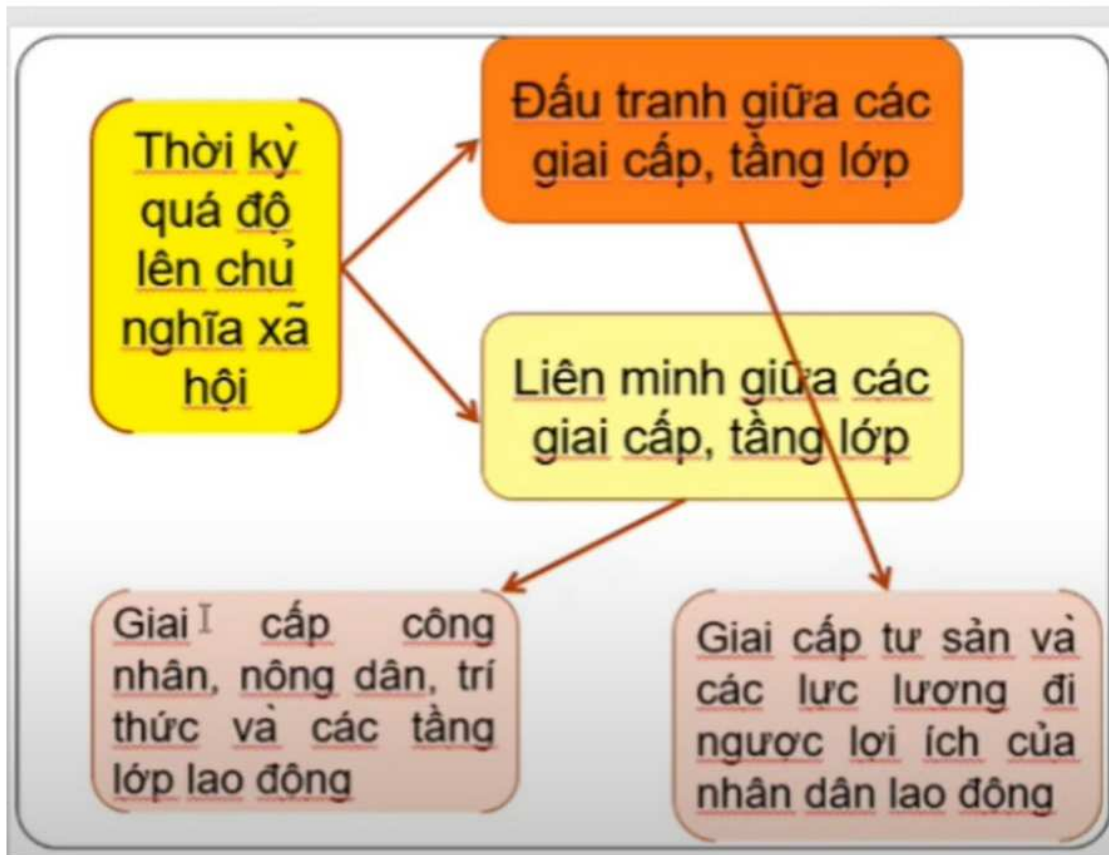 Thời kỳ
quá độ
lên chủ
nghĩa xã
hội
Đấu tranh giữa các
giai cấp, tầng lớp
Liên minh giữa các
giai cấp, tầng lớp
Giai cấp công
nhân, nông dân, trí
thức và các tầng
lớp lao động
Giai cấp tư sản và
các lực lượng đi
ngược lợi ích của
nhân dân lao động